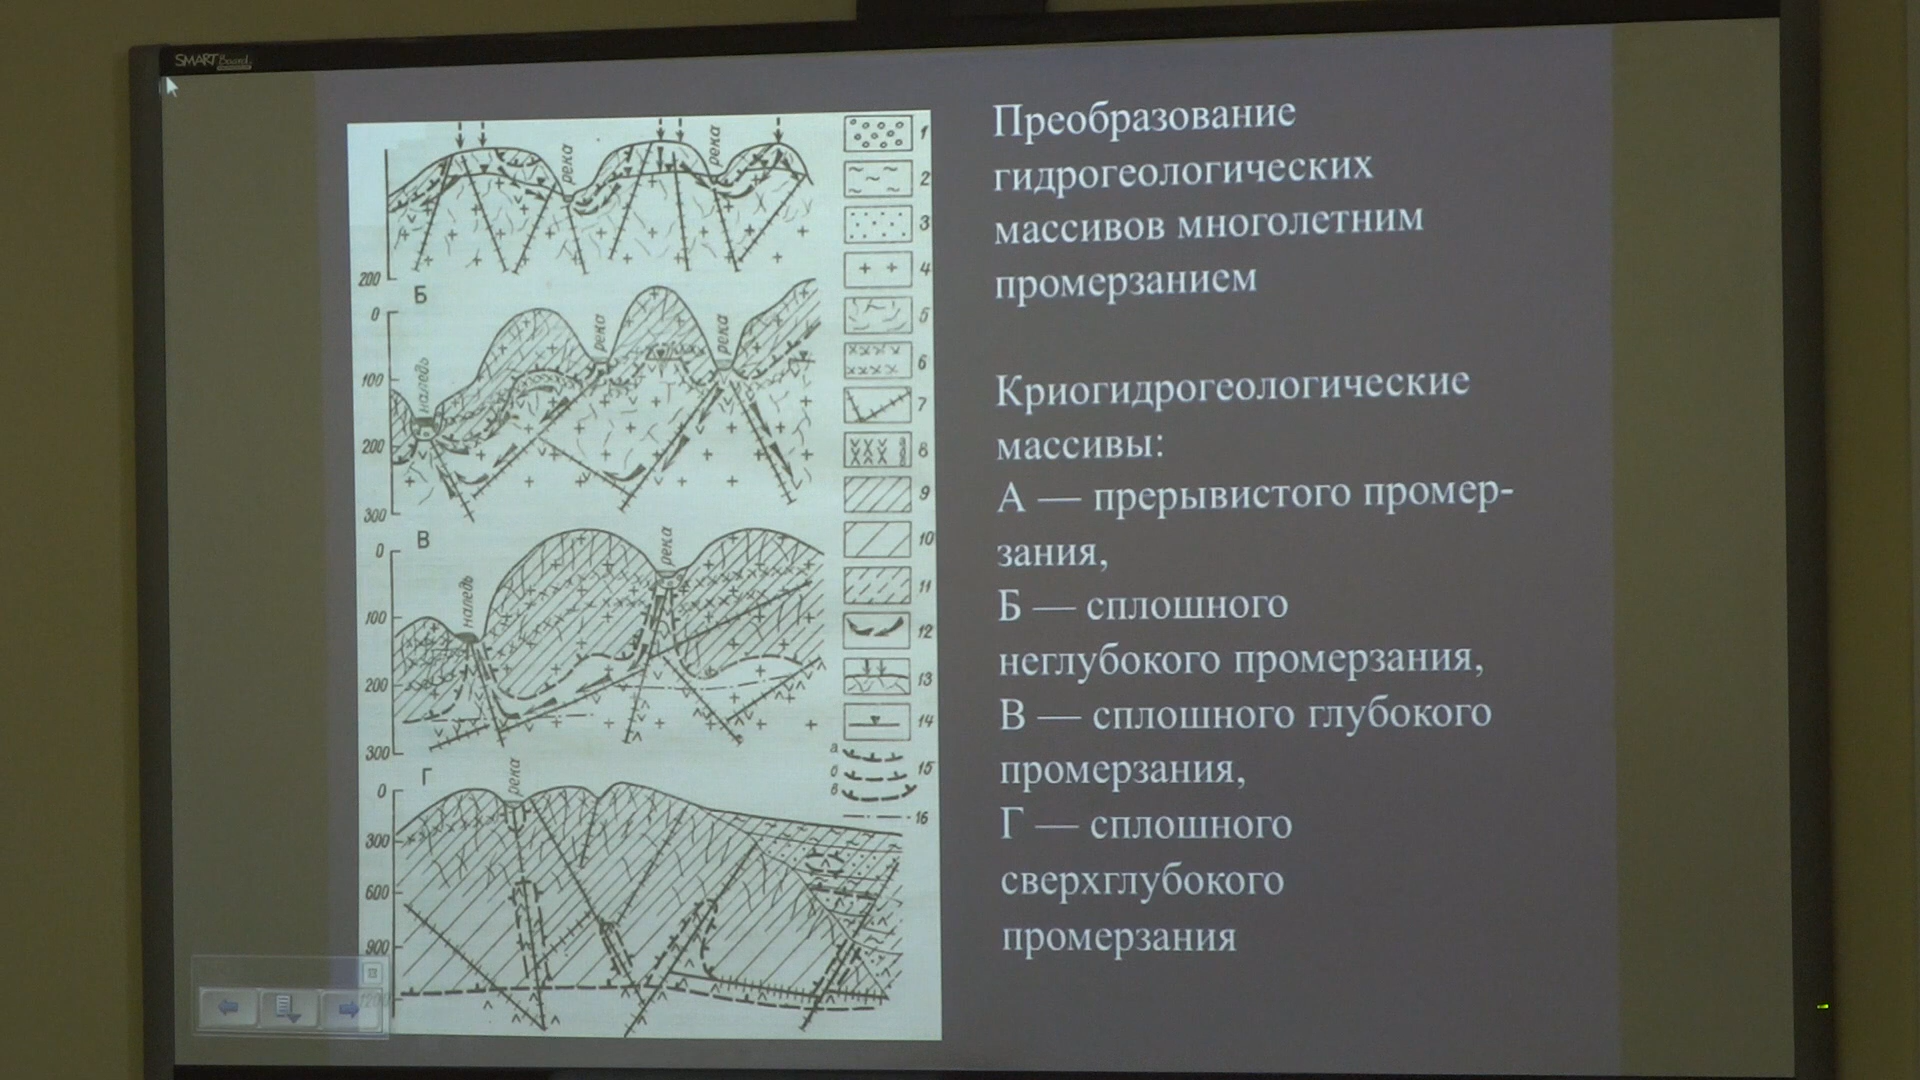 SMART Board
река
река
1
2
3
4
5
6
7
8
9
10
11
12
13
14
а
б
в
15
16
200
Б
0
100
200
300
наледь
река
река
В
0
100
200
300
наледь
река
Г
0
300
600
900
1200
река
Преобразование
гидрогеологических
массивов многолетним
промерзанием
Криогидрогеологические
массивы:
А — прерывистого промер-
зания,
Б — сплошного
неглубокого промерзания,
В — сплошного глубокого
промерзания,
Г — сплошного
сверхглубокого
промерзания